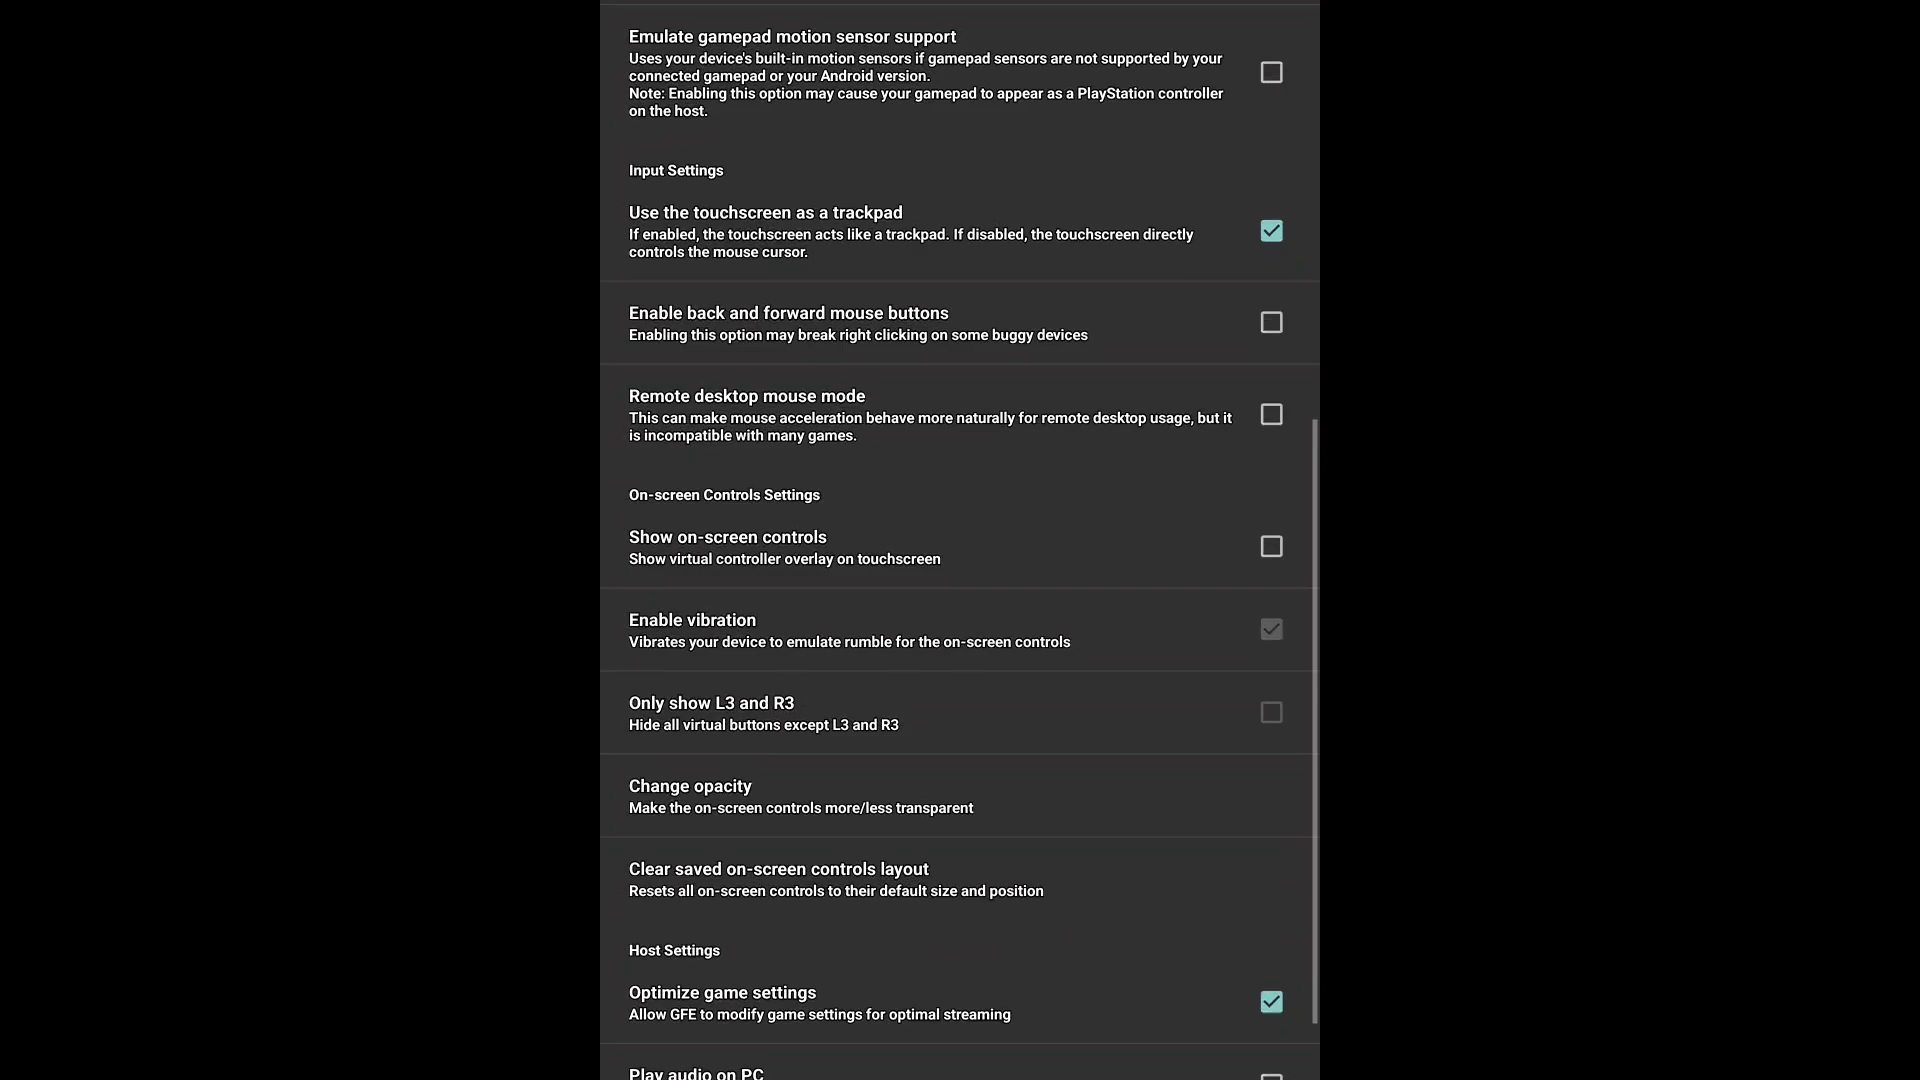 Emulate gamepad motion sensor support
Uses your device's built-in motion sensors if gamepad sensors are not supported by your
connected gamepad or your Android version.
Note: Enabling this option may cause your gamepad to appear as a PlayStation controller
on the host.
Input Settings
Use the touchscreen as a trackpad
If enabled, the touchscreen acts like a trackpad. If disabled, the touchscreen directly
controls the mouse cursor.
Enable back and forward mouse buttons
Enabling this option may break right clicking on some buggy devices
Remote desktop mouse mode
This can make mouse acceleration behave more naturally for remote desktop usage, but it
is incompatible with many games.
On-screen Controls Settings
Show on-screen controls
Show virtual controller overlay on touchscreen
Enable vibration
Vibrates your device to emulate rumble for the on-screen controls
Only show L3 and R3
Hide all virtual buttons except L3 and R3
Change opacity
Make the on-screen controls more/less transparent
Clear saved on-screen controls layout
Resets all on-screen controls to their default size and position
Host Settings
Optimize game settings
Allow GFE to modify game settings for optimal streaming
Play audio on PC